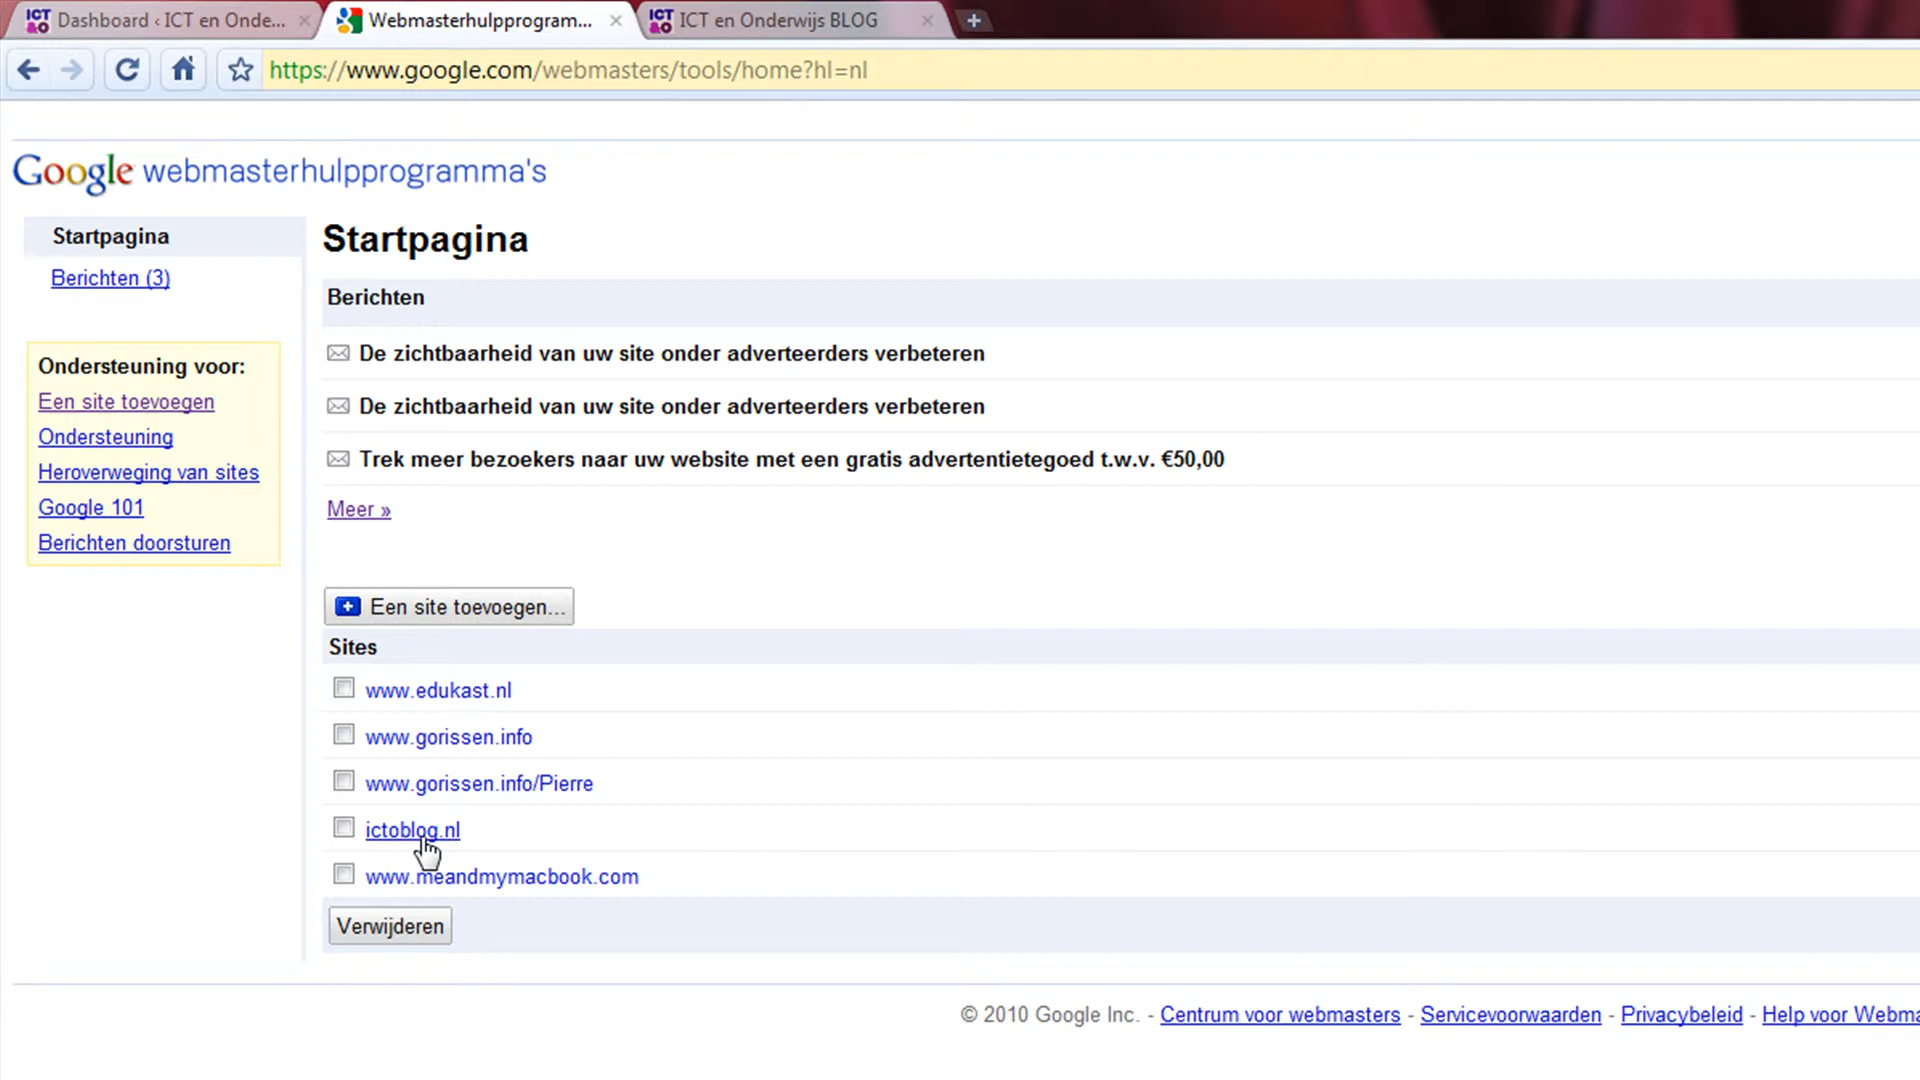 Dashboard ‹ ICT en Onde...
Webmasterhulpprogram...
ICT en Onderwijs BLOG
https://www.google.com/webmasters/tools/home?hl=nl
Google webmasterhulpprogramma's
Startpagina
Berichten (3)
Ondersteuning voor:
Een site toevoegen
Ondersteuning
Heroverweging van sites
Google 101
Berichten doorsturen
Startpagina
Berichten
De zichtbaarheid van uw site onder adverteerders verbeteren
De zichtbaarheid van uw site onder adverteerders verbeteren
Trek meer bezoekers naar uw website met een gratis advertentietegoed t.w.v. €50,00
Meer »
Een site toevoegen...
Sites
www.edukast.nl
www.gorissen.info
www.gorissen.info/Pierre
ictoblog.nl
www.meandmymacbook.com
Verwijderen
© 2010 Google Inc. - Centrum voor webmasters - Servicevoorwaarden - Privacybeleid - Help voor Webma